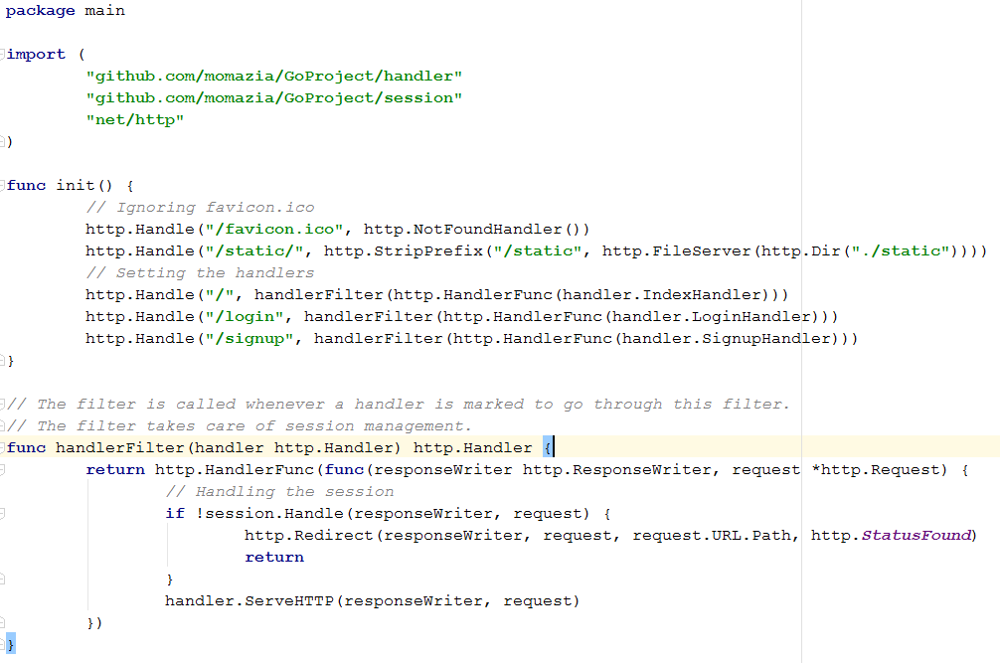 package main
import (
"github.com/momazia/GoProject/handler"
"github.com/momazia/GoProject/session"
"net/http"
)
func init() {
// Ignoring favicon.ico
http.Handle("/favicon.ico", http.NotFoundHandler())
http.Handle("/static/", http.StripPrefix("/static", http.FileServer(http.Dir("./static"))))
// Setting the handlers
http.Handle("/", handlerFilter(http.HandlerFunc(handler.IndexHandler)))
http.Handle("/login", handlerFilter(http.HandlerFunc(handler.LoginHandler)))
http.Handle("/signup", handlerFilter(http.HandlerFunc(handler.SignupHandler)))
}
// The filter is called whenever a handler is marked to go through this filter.
// The filter takes care of session management.
func handlerFilter(handler http.Handler) http.Handler {
return http.HandlerFunc(func(responseWriter http.ResponseWriter, request *http.Request) {
// Handling the session
if !session.Handle(responseWriter, request) {
http.Redirect(responseWriter, request, request.URL.Path, http.StatusFound)
return
}
handler.ServeHTTP(responseWriter, request)
})
}